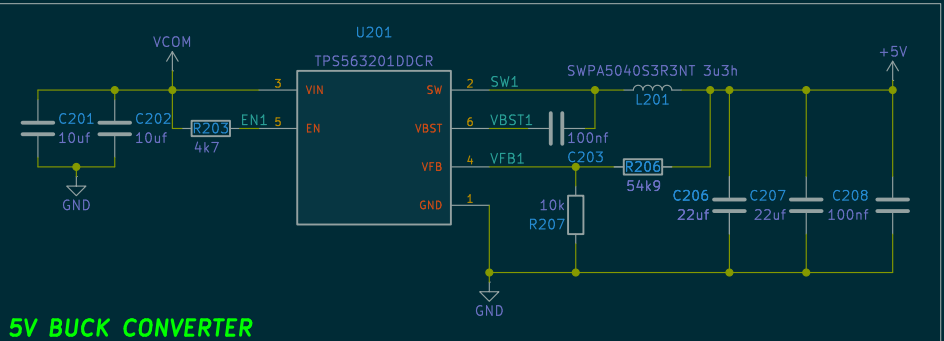 U201
VCOM
TPS563201DDCR
+5V
SWPA5040S3R3NT 3u3h
3
VIN
SW
2
SW1
L201
C201
10uf
C202
10uf
R203
4k7
EN1
5
EN
VBST
6
VBST1
100nf
C203
VFB
4
VFB1
R206
54k9
GND
1
10k
R207
C206
22uf
C207
22uf
C208
100nf
GND
GND
5V BUCK CONVERTER